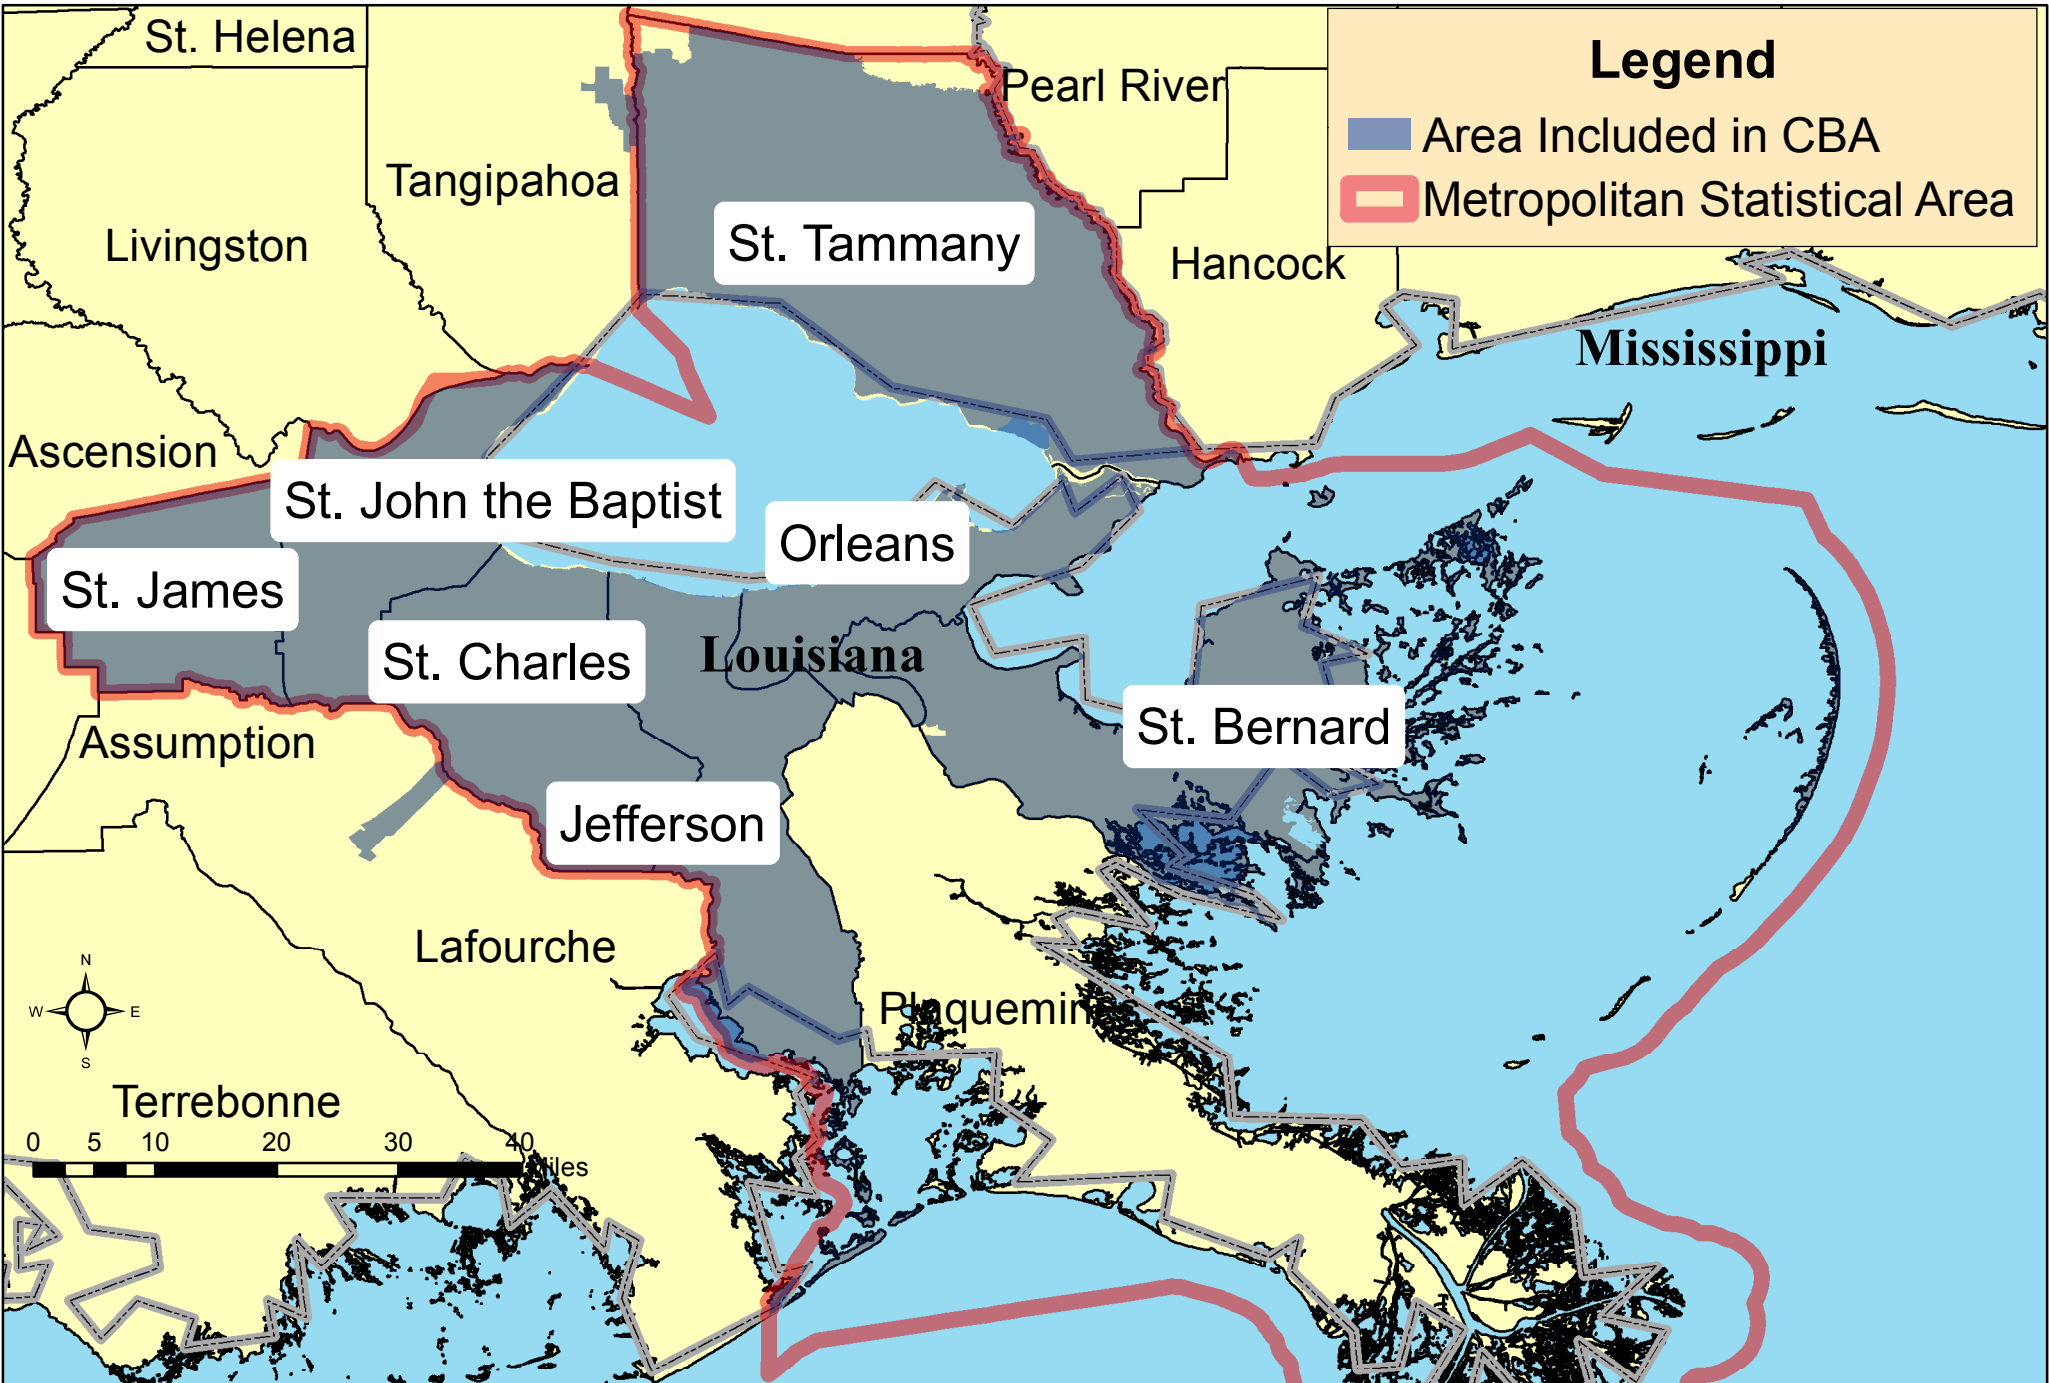 St. Helena
Legend
Pearl River
Area Included in CBA
Tangipahoa
Metropolitan Statistical Area
Livingston
St. Tammany
Hancock
Mississippi
Ascension
St. John the Baptist
Orleans
St. James
St. Charles
Louisiana
St. Bernard
Assumption
Jefferson
Lafourche
N
W E
S
Terrebonne
0 5 10 20 30 40